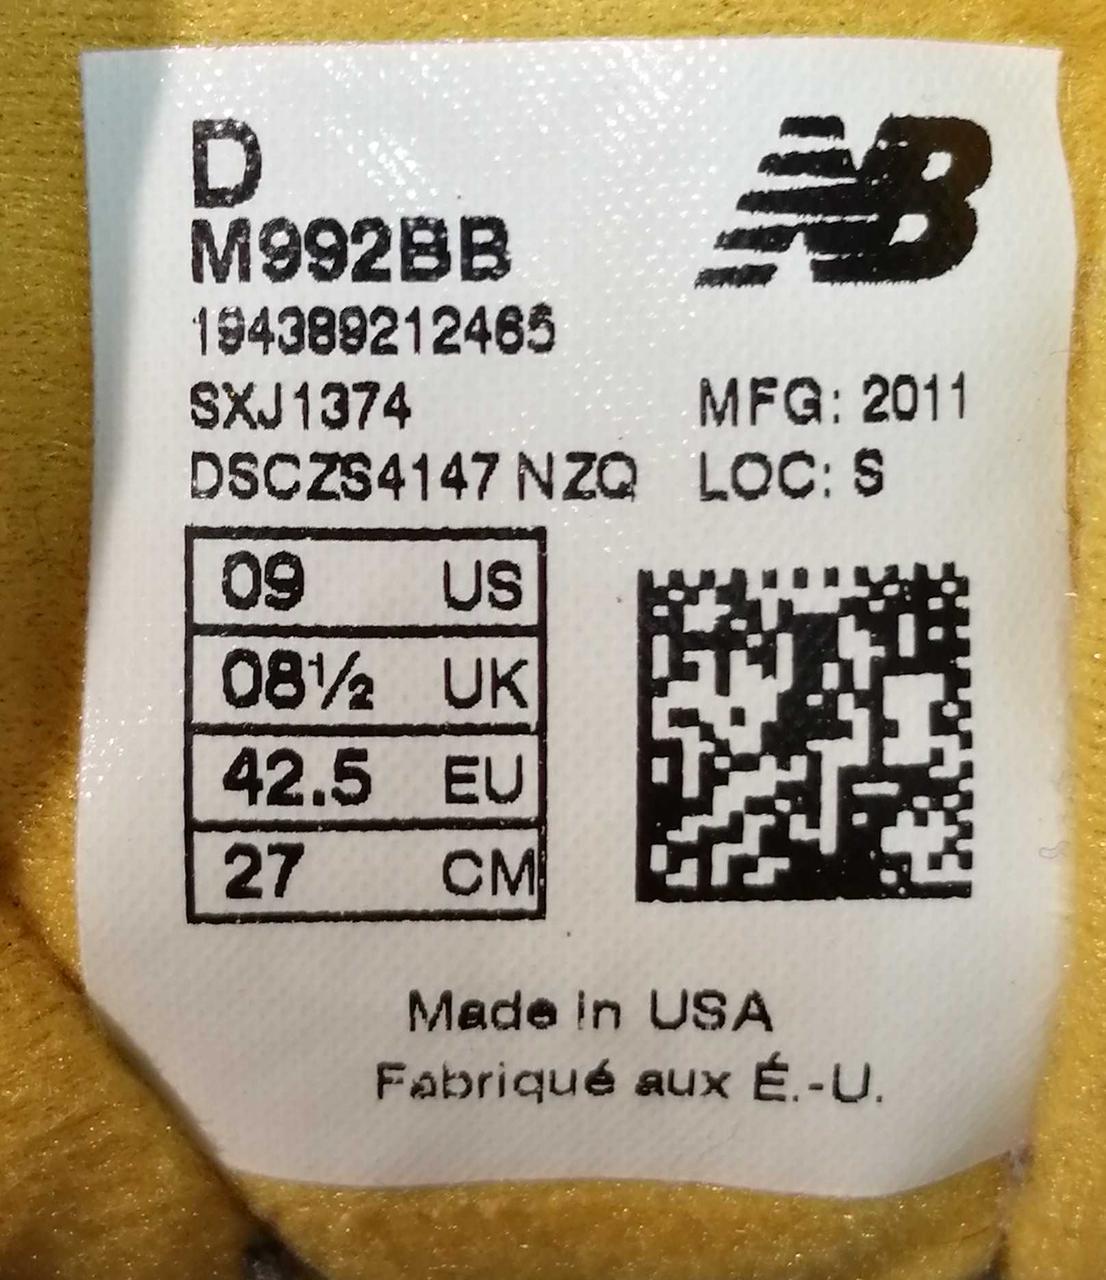 D
NB
M992BB
194389212465
SXJ1374
MFG: 2011
DSCZS4147 NZQ
LOC: S
09 US
08½ UK
42.5 EU
27 CM
Made in USA
Fabriqué aux É.-U.